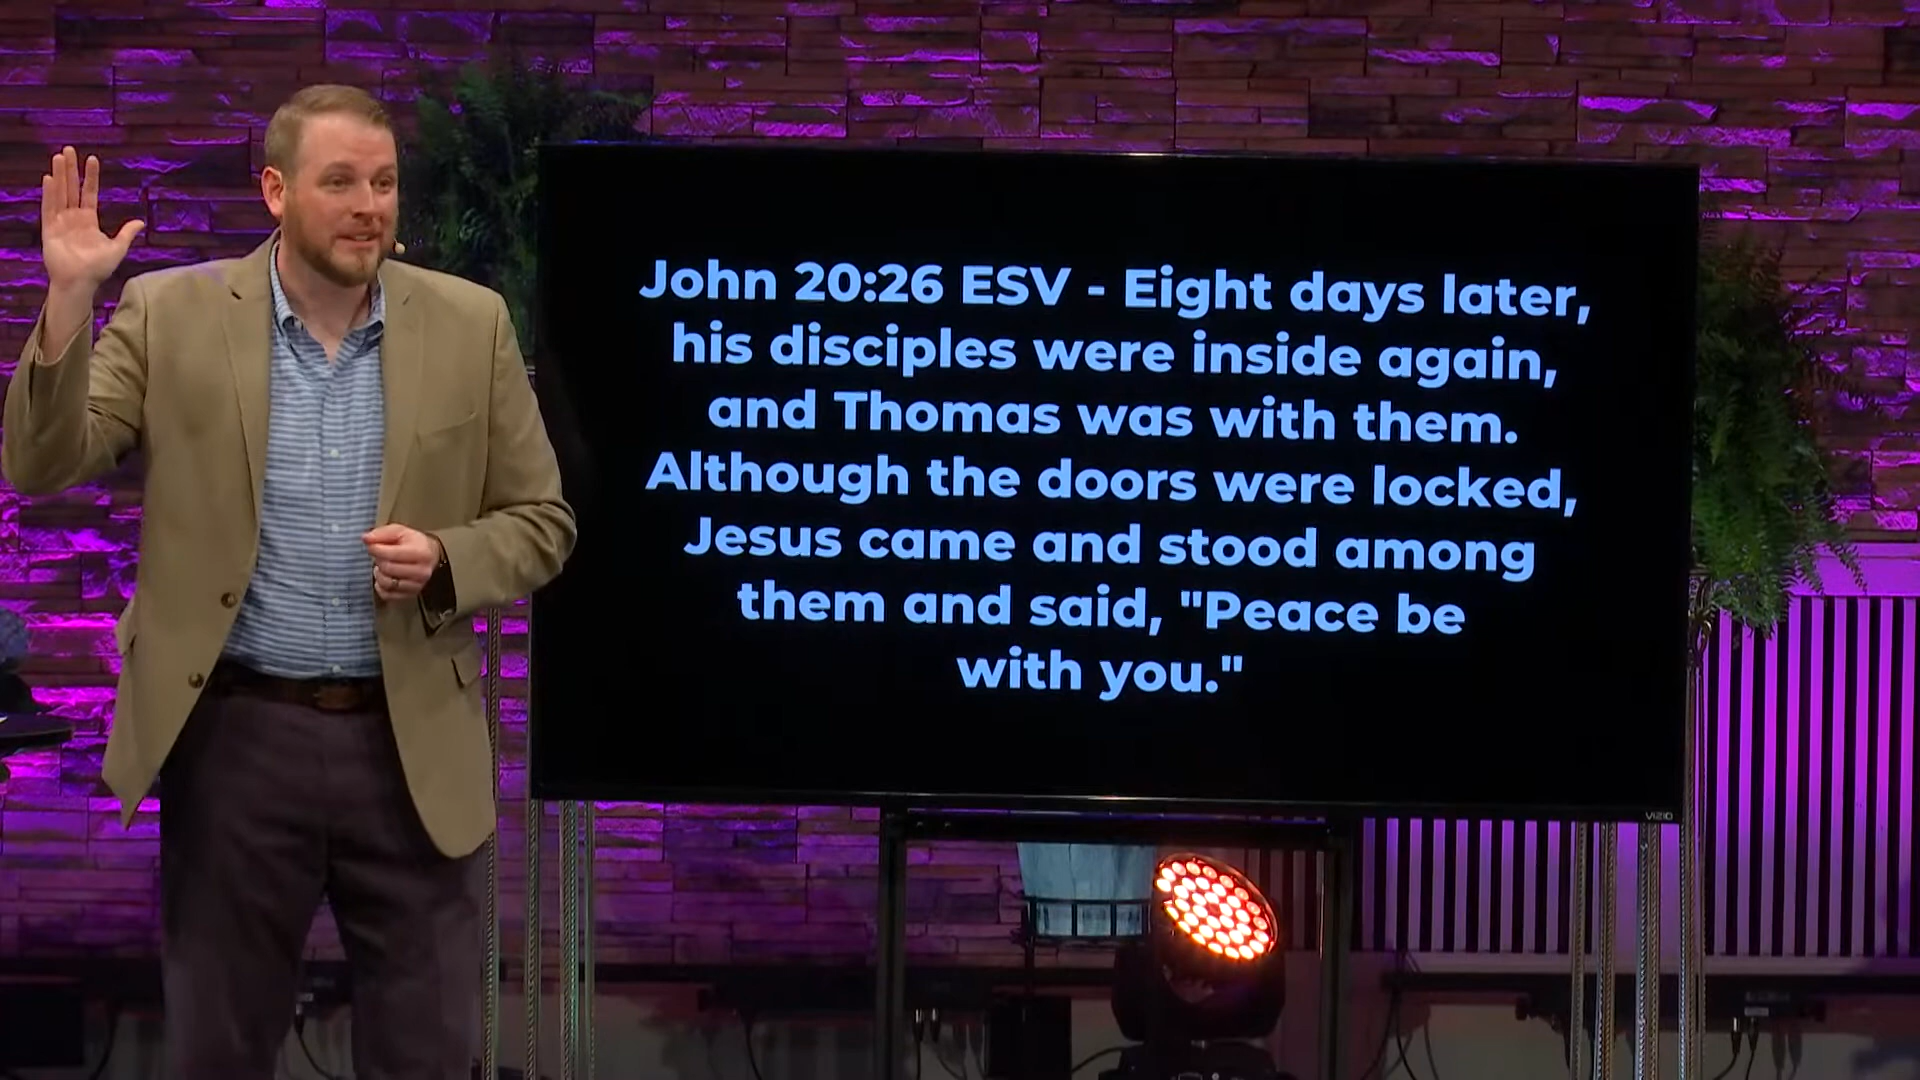 John 20:26 ESV - Eight days later,
his disciples were inside again,
and Thomas was with them.
Although the doors were locked,
Jesus came and stood among
them and said, "Peace be
with you."
VIZIO